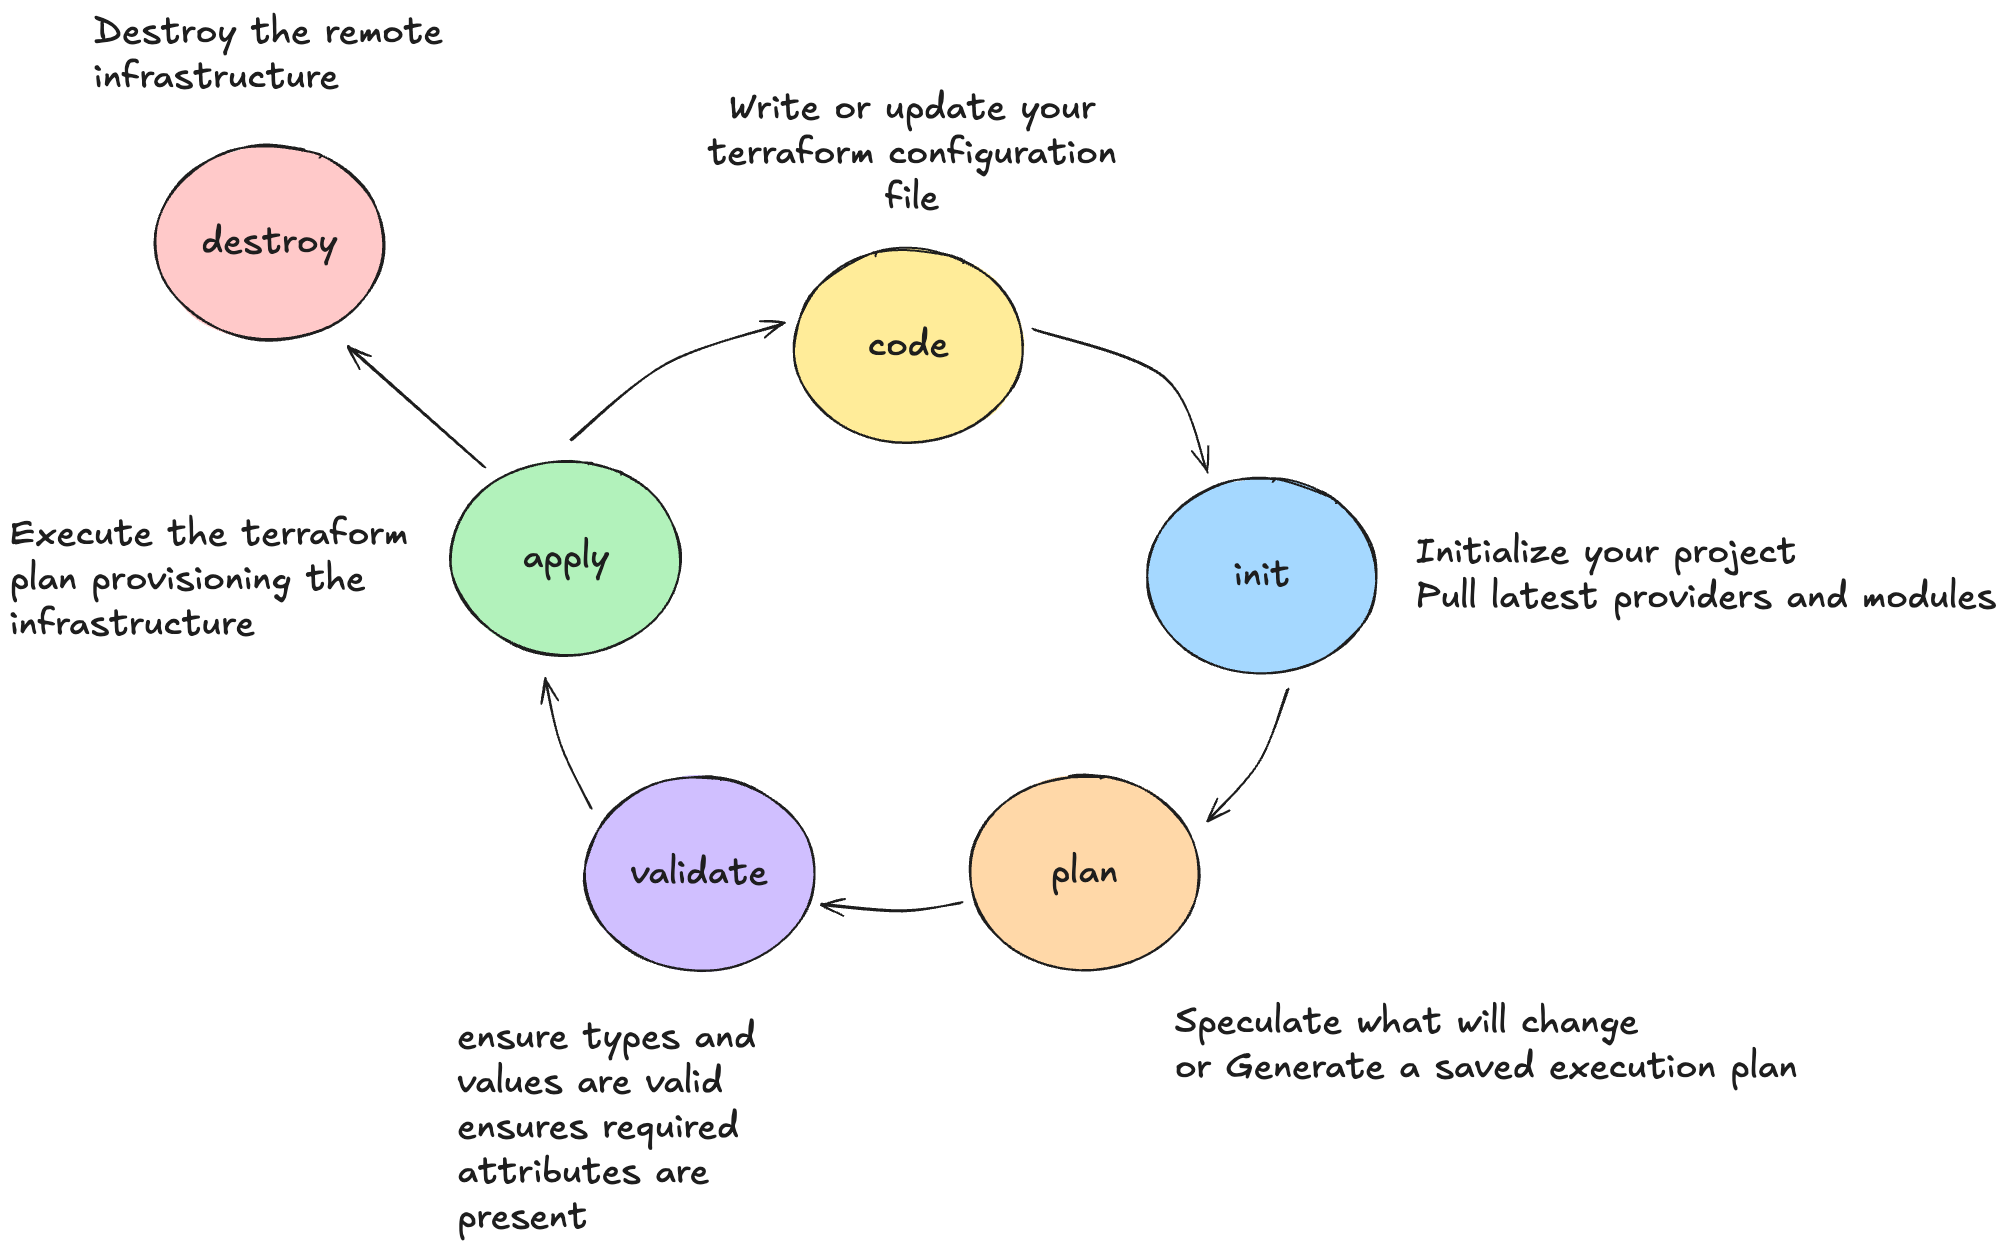 Destroy the remote
infrastructure
destroy
Write or update your
terraform configuration
file
code
init
Initialize your project
Pull latest providers and modules
plan
Speculate what will change
or Generate a saved execution plan
validate
ensure types and
values are valid
ensures required
attributes are
present
apply
Execute the terraform
plan provisioning the
infrastructure